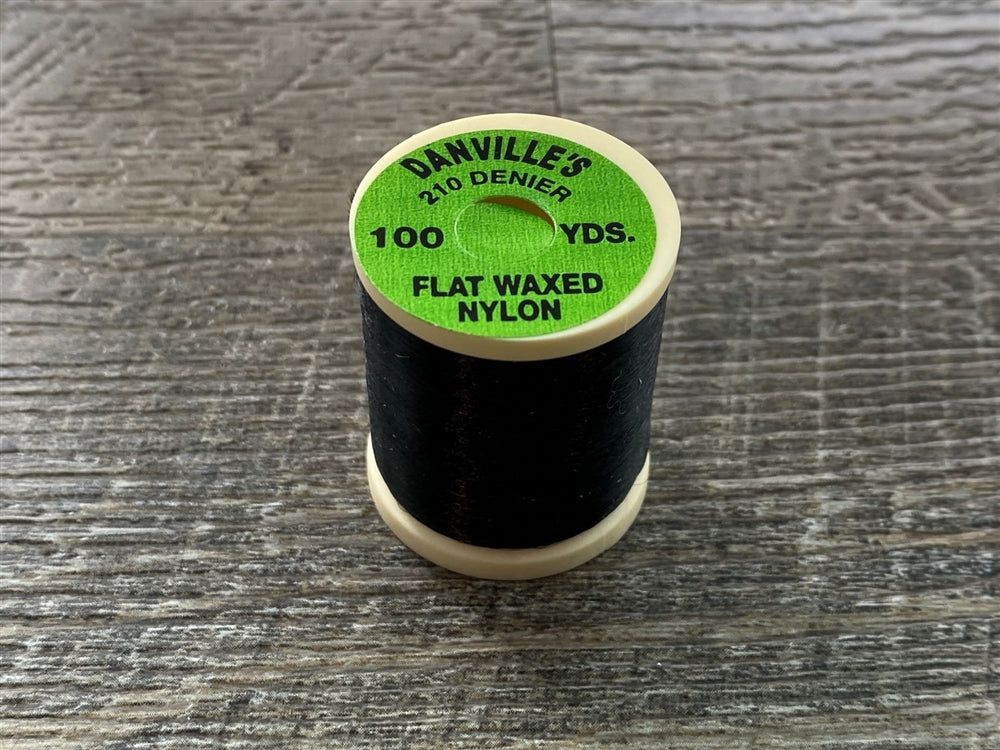 DANVILLE'S
210 DENIER
100 YDS.
FLAT WAXED
NYLON